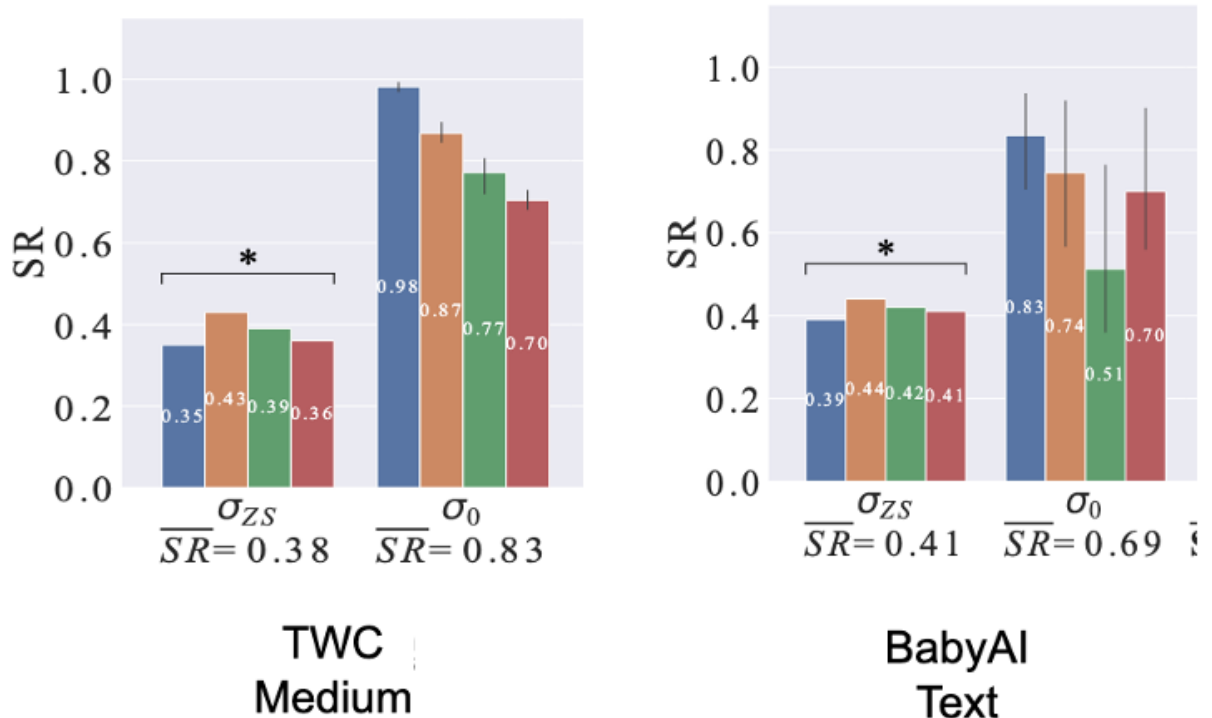 SR
1.0
0.8
0.6
0.4
0.2
0.0
*
0.35
0.43
0.39
0.36
0.98
0.87
0.77
0.70
σZS
σ0
SR= 0.38
SR= 0.83
TWC
Medium
SR
1.0
0.8
0.6
0.4
0.2
0.0
*
0.39
0.44
0.42
0.41
0.83
0.74
0.51
0.70
σZS
σ0
SR= 0.41
SR= 0.69
BabyAI
Text